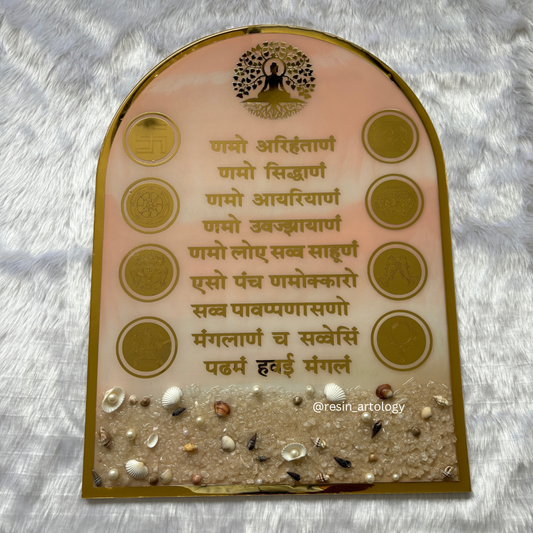 णमो अरिहंताणं
णमो सिद्धाणं
णमो आयरियाणं
णमो उवज्झायाणं
णमो लोए सव्व साहूणं
एसो पंच णमोक्कारो
सव्व पावप्पणासणो
मंगलाणं च सव्वेसिं
पढमं हवई मंगलं
@resin_artology